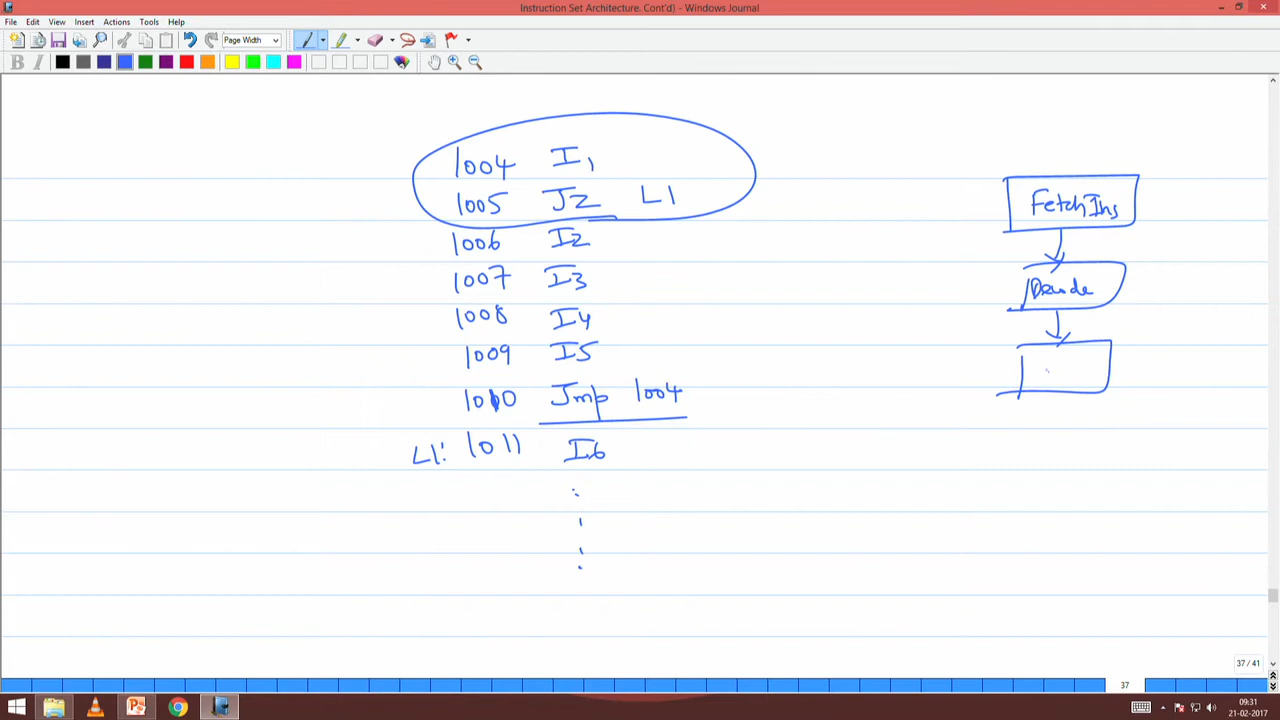 Instruction Set Architecture. Cont'd) - Windows Journal
File Edit View Insert Actions Tools Help
Page Width
B I
1004 I1
1005 JZ L1
1006 I2
1007 I3
1008 I4
1009 I5
1010 Jmp 1004
L1: 1011 I6
Fetch Ins
Decode
37 / 41
37
09:31
21-02-2017